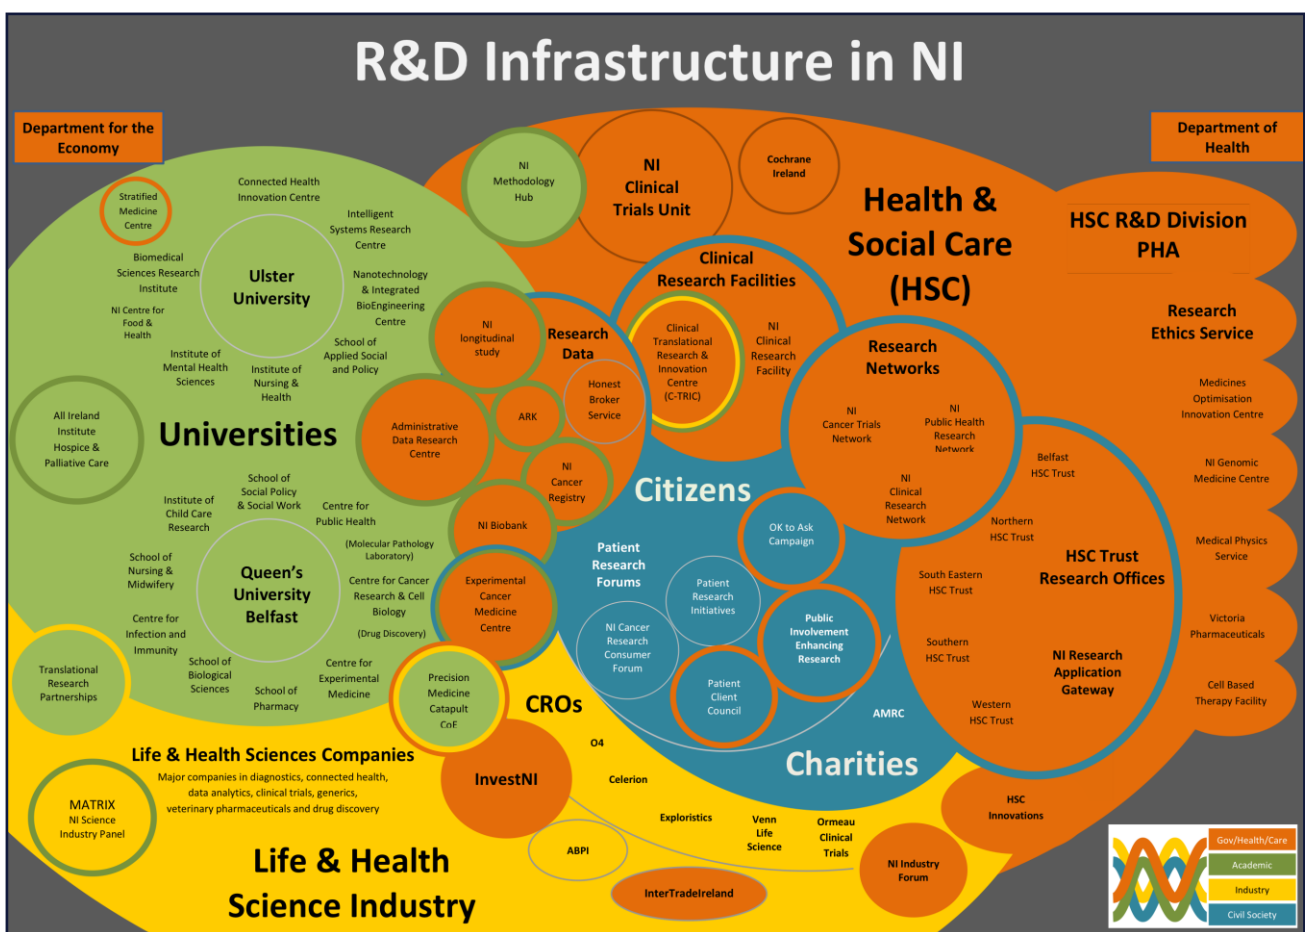 R&D Infrastructure in NI
Department for the
Economy
Department of
Health
Stratified
Medicine
Centre
Connected Health
Innovation Centre
Intelligent
Systems Research
Centre
Biomedical
Sciences Research
Institute
Ulster
University
Nanotechnology
& Integrated
BioEngineering
Centre
NI Centre for
Food &
Health
School of
Applied Social
and Policy
Institute of
Mental Health
Sciences
Institute of
Nursing &
Health
All Ireland
Institute
Hospice &
Palliative Care
Universities
School of
Social Policy
& Social Work
Institute of
Child Care
Research
Centre for
Public Health
(Molecular Pathology
Laboratory)
School of
Nursing &
Midwifery
Queen's
University
Belfast
Centre for Cancer
Research & Cell
Biology
(Drug Discovery)
Centre for
Infection and
Immunity
School of
Biological
Sciences
School of
Pharmacy
Centre for
Experimental
Medicine
Translational
Research
Partnerships
NI
Methodology
Hub
NI
Clinical
Trials Unit
Cochrane
Ireland
Health &
Social Care
(HSC)
HSC R&D Division
PHA
Research
Ethics Service
Medicines
Optimisation
Innovation Centre
NI Genomic
Medicine Centre
Medical Physics
Service
Victoria
Pharmaceuticals
Cell Based
Therapy Facility
Clinical
Research Facilities
Clinical
Translational
Research &
Innovation
Centre
(C-TRIC)
NI
Clinical
Research
Facility
Research
Data
NI
longitudinal
study
Honest
Broker
Service
ARK
Administrative
Data Research
Centre
NI
Cancer
Registry
NI Biobank
Experimental
Cancer
Medicine
Centre
Precision
Medicine
Catapult
CoE
Research
Networks
NI
Cancer Trials
Network
NI
Public Health
Research
Network
NI
Clinical
Research
Network
Belfast
HSC Trust
Northern
HSC Trust
HSC Trust
Research Offices
South Eastern
HSC Trust
Southern
HSC Trust
NI Research
Application
Gateway
Western
HSC Trust
Citizens
OK to Ask
Campaign
Patient
Research
Forums
Patient
Research
Initiatives
NI Cancer
Research
Consumer
Forum
Public
Involvement
Enhancing
Research
Patient
Client
Council
AMRC
Charities
CROs
O4
Celerion
Exploristics
Venn
Life
Science
Ormeau
Clinical
Trials
InvestNI
ABPI
InterTradeIreland
NI Industry
Forum
HSC
Innovations
Life & Health Sciences Companies
Major companies in diagnostics, connected health,
data analytics, clinical trials, generics,
veterinary pharmaceuticals and drug discovery
MATRIX
NI Science
Industry Panel
Life & Health
Science Industry
Gov/Health/Care
Academic
Industry
Civil Society